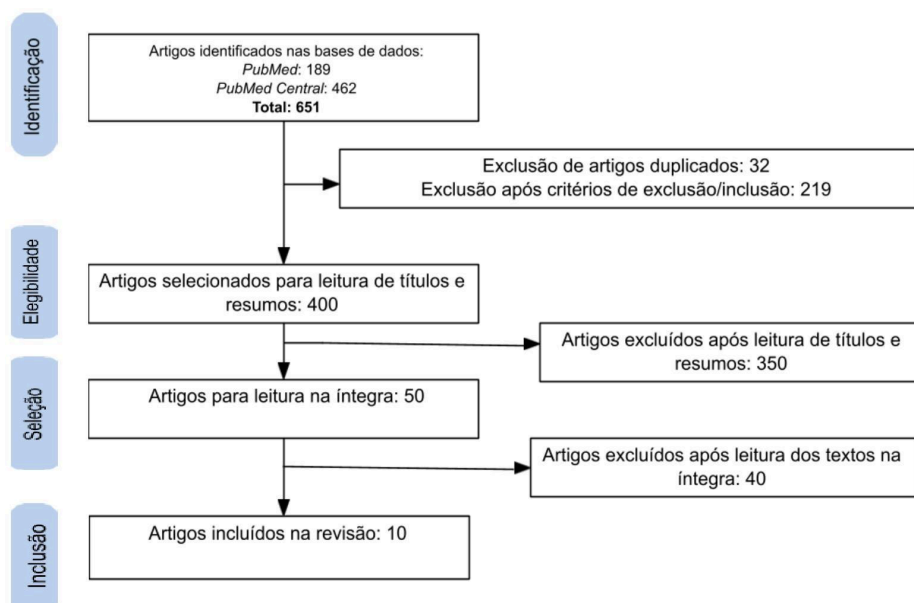 Identificação
Artigos identificados nas bases de dados:
PubMed: 189
PubMed Central: 462
Total: 651
Exclusão de artigos duplicados: 32
Exclusão após critérios de exclusão/inclusão: 219
Elegibilidade
Artigos selecionados para leitura de títulos e
resumos: 400
Artigos excluídos após leitura de títulos e
resumos: 350
Seleção
Artigos para leitura na íntegra: 50
Artigos excluídos após leitura dos textos na
íntegra: 40
Inclusão
Artigos incluídos na revisão: 10